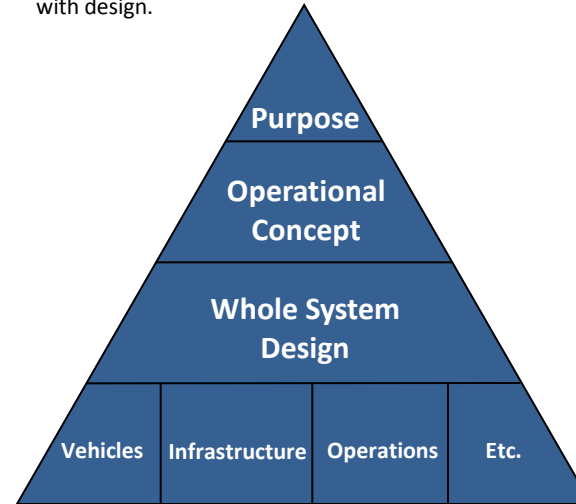 with design.
Purpose
Operational
Concept
Whole System
Design
Vehicles
Infrastructure
Operations
Etc.